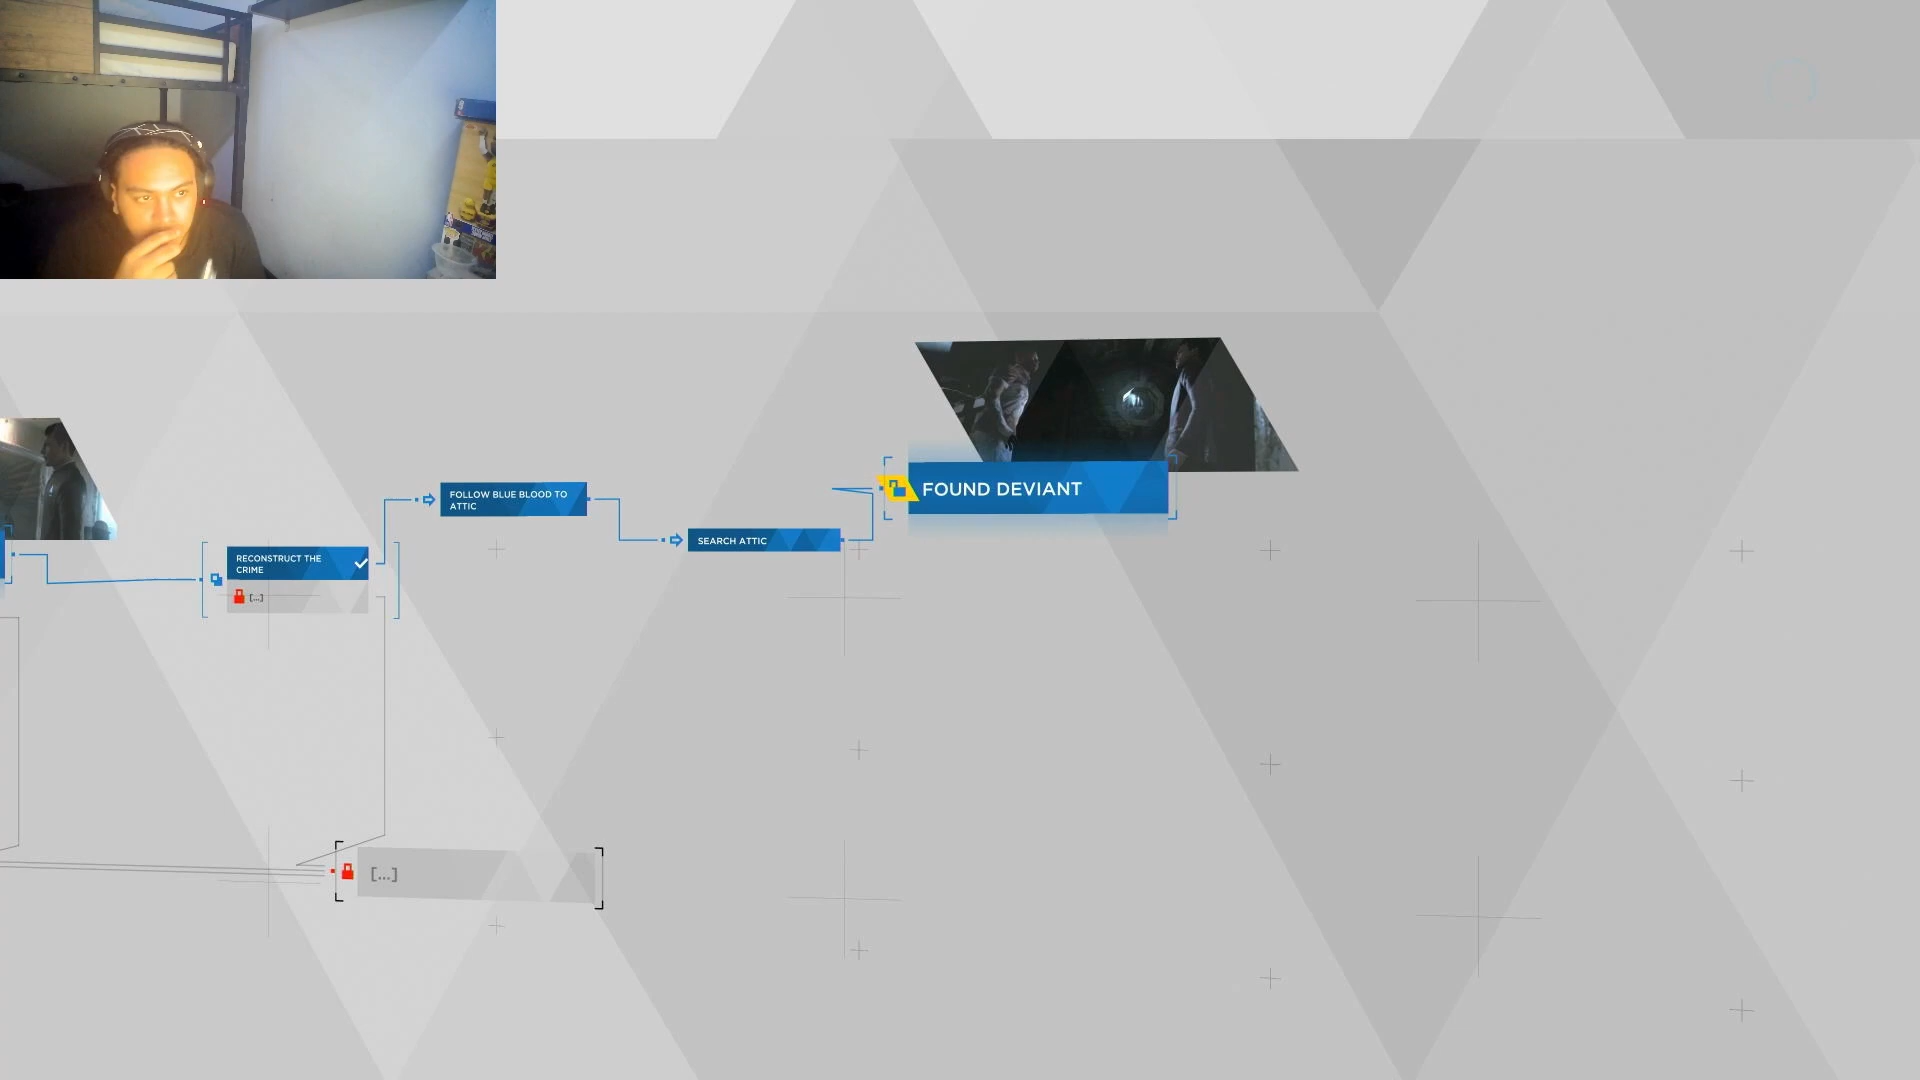 FOLLOW BLUE BLOOD TO
ATTIC
FOUND DEVIANT
SEARCH ATTIC
RECONSTRUCT THE
CRIME
[...]
[...]